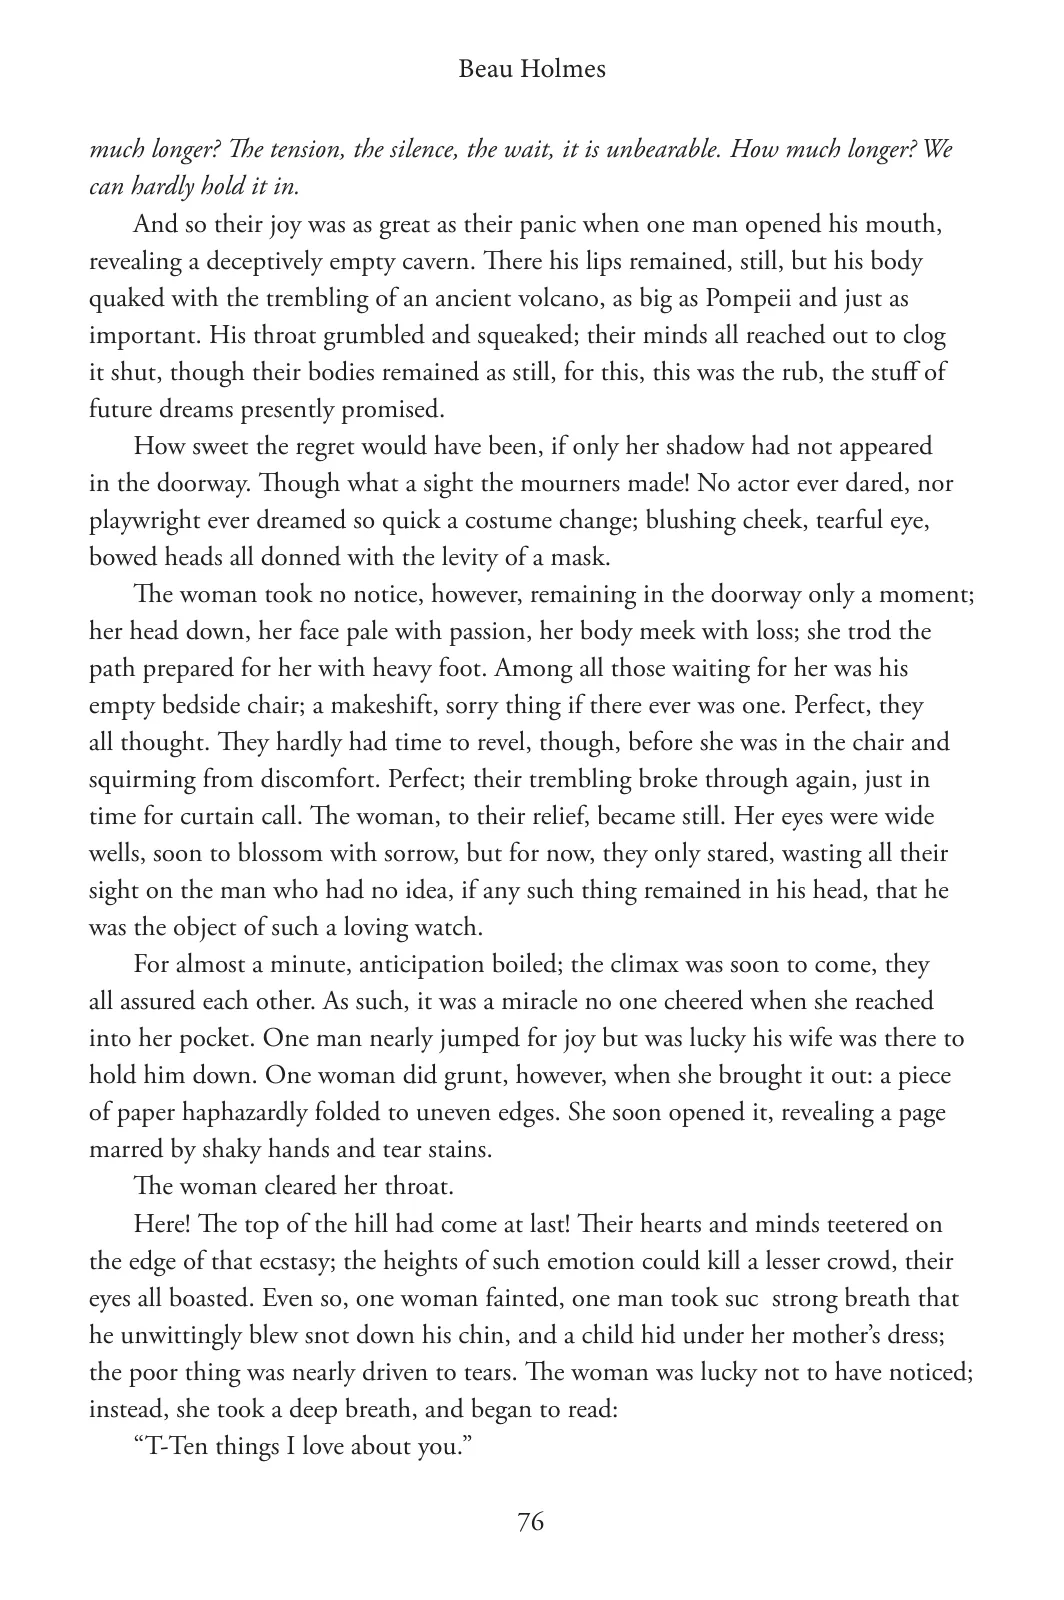 Beau Holmes
much longer? The tension, the silence, the wait, it is unbearable. How much longer? We
can hardly hold it in.
And so their joy was as great as their panic when one man opened his mouth,
revealing a deceptively empty cavern. There his lips remained, still, but his body
quaked with the trembling of an ancient volcano, as big as Pompeii and just as
important. His throat grumbled and squeaked; their minds all reached out to clog
it shut, though their bodies remained as still, for this, this was the rub, the stuff of
future dreams presently promised.
How sweet the regret would have been, if only her shadow had not appeared
in the doorway. Though what a sight the mourners made! No actor ever dared, nor
playwright ever dreamed so quick a costume change; blushing cheek, tearful eye,
bowed heads all donned with the levity of a mask.
The woman took no notice, however, remaining in the doorway only a moment;
her head down, her face pale with passion, her body meek with loss; she trod the
path prepared for her with heavy foot. Among all those waiting for her was his
empty bedside chair; a makeshift, sorry thing if there ever was one. Perfect, they
all thought. They hardly had time to revel, though, before she was in the chair and
squirming from discomfort. Perfect; their trembling broke through again, just in
time for curtain call. The woman, to their relief, became still. Her eyes were wide
wells, soon to blossom with sorrow, but for now, they only stared, wasting all their
sight on the man who had no idea, if any such thing remained in his head, that he
was the object of such a loving watch.
For almost a minute, anticipation boiled; the climax was soon to come, they
all assured each other. As such, it was a miracle no one cheered when she reached
into her pocket. One man nearly jumped for joy but was lucky his wife was there to
hold him down. One woman did grunt, however, when she brought it out: a piece
of paper haphazardly folded to uneven edges. She soon opened it, revealing a page
marred by shaky hands and tear stains.
The woman cleared her throat.
Here! The top of the hill had come at last! Their hearts and minds teetered on
the edge of that ecstasy; the heights of such emotion could kill a lesser crowd, their
eyes all boasted. Even so, one woman fainted, one man took suc strong breath that
he unwittingly blew snot down his chin, and a child hid under her mother’s dress;
the poor thing was nearly driven to tears. The woman was lucky not to have noticed;
instead, she took a deep breath, and began to read:
“T-Ten things I love about you.”
76